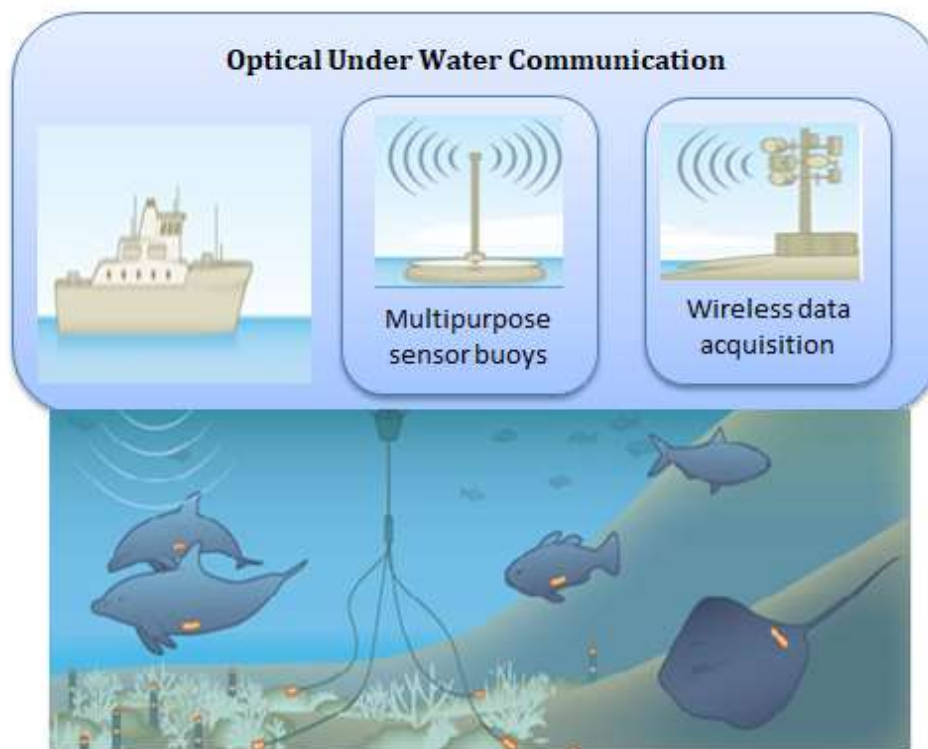 Optical Under Water Communication
Multipurpose
sensor buoys
Wireless data
acquisition